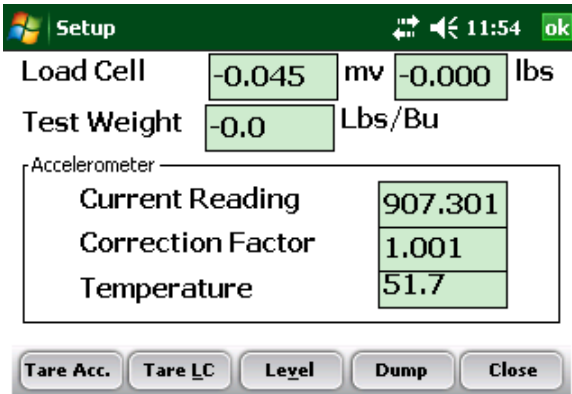 Setup 11:54 ok
Load Cell -0.045 mv -0.000 lbs
Test Weight -0.0 Lbs/Bu
Accelerometer
Current Reading 907.301
Correction Factor 1.001
Temperature 51.7
Tare Acc. Tare LC Level Dump Close